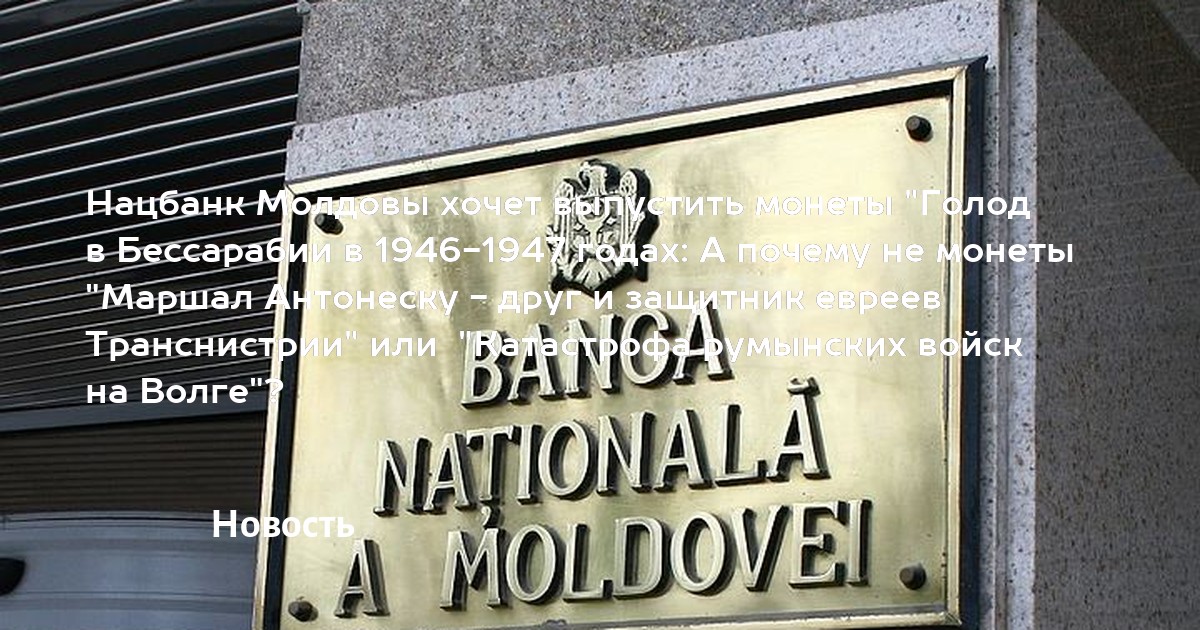 Нацбанк Молдовы хочет выпустить монеты "Голод
в Бессарабии в 1946-1947 годах: А почему не монеты
"Маршал Антонеску - друг и защитник евреев
Транснистрии" или "Катастрофа румынских войск
на Волге"?
BANCA
NAȚIONALĂ
A MOLDOVEI
Новость